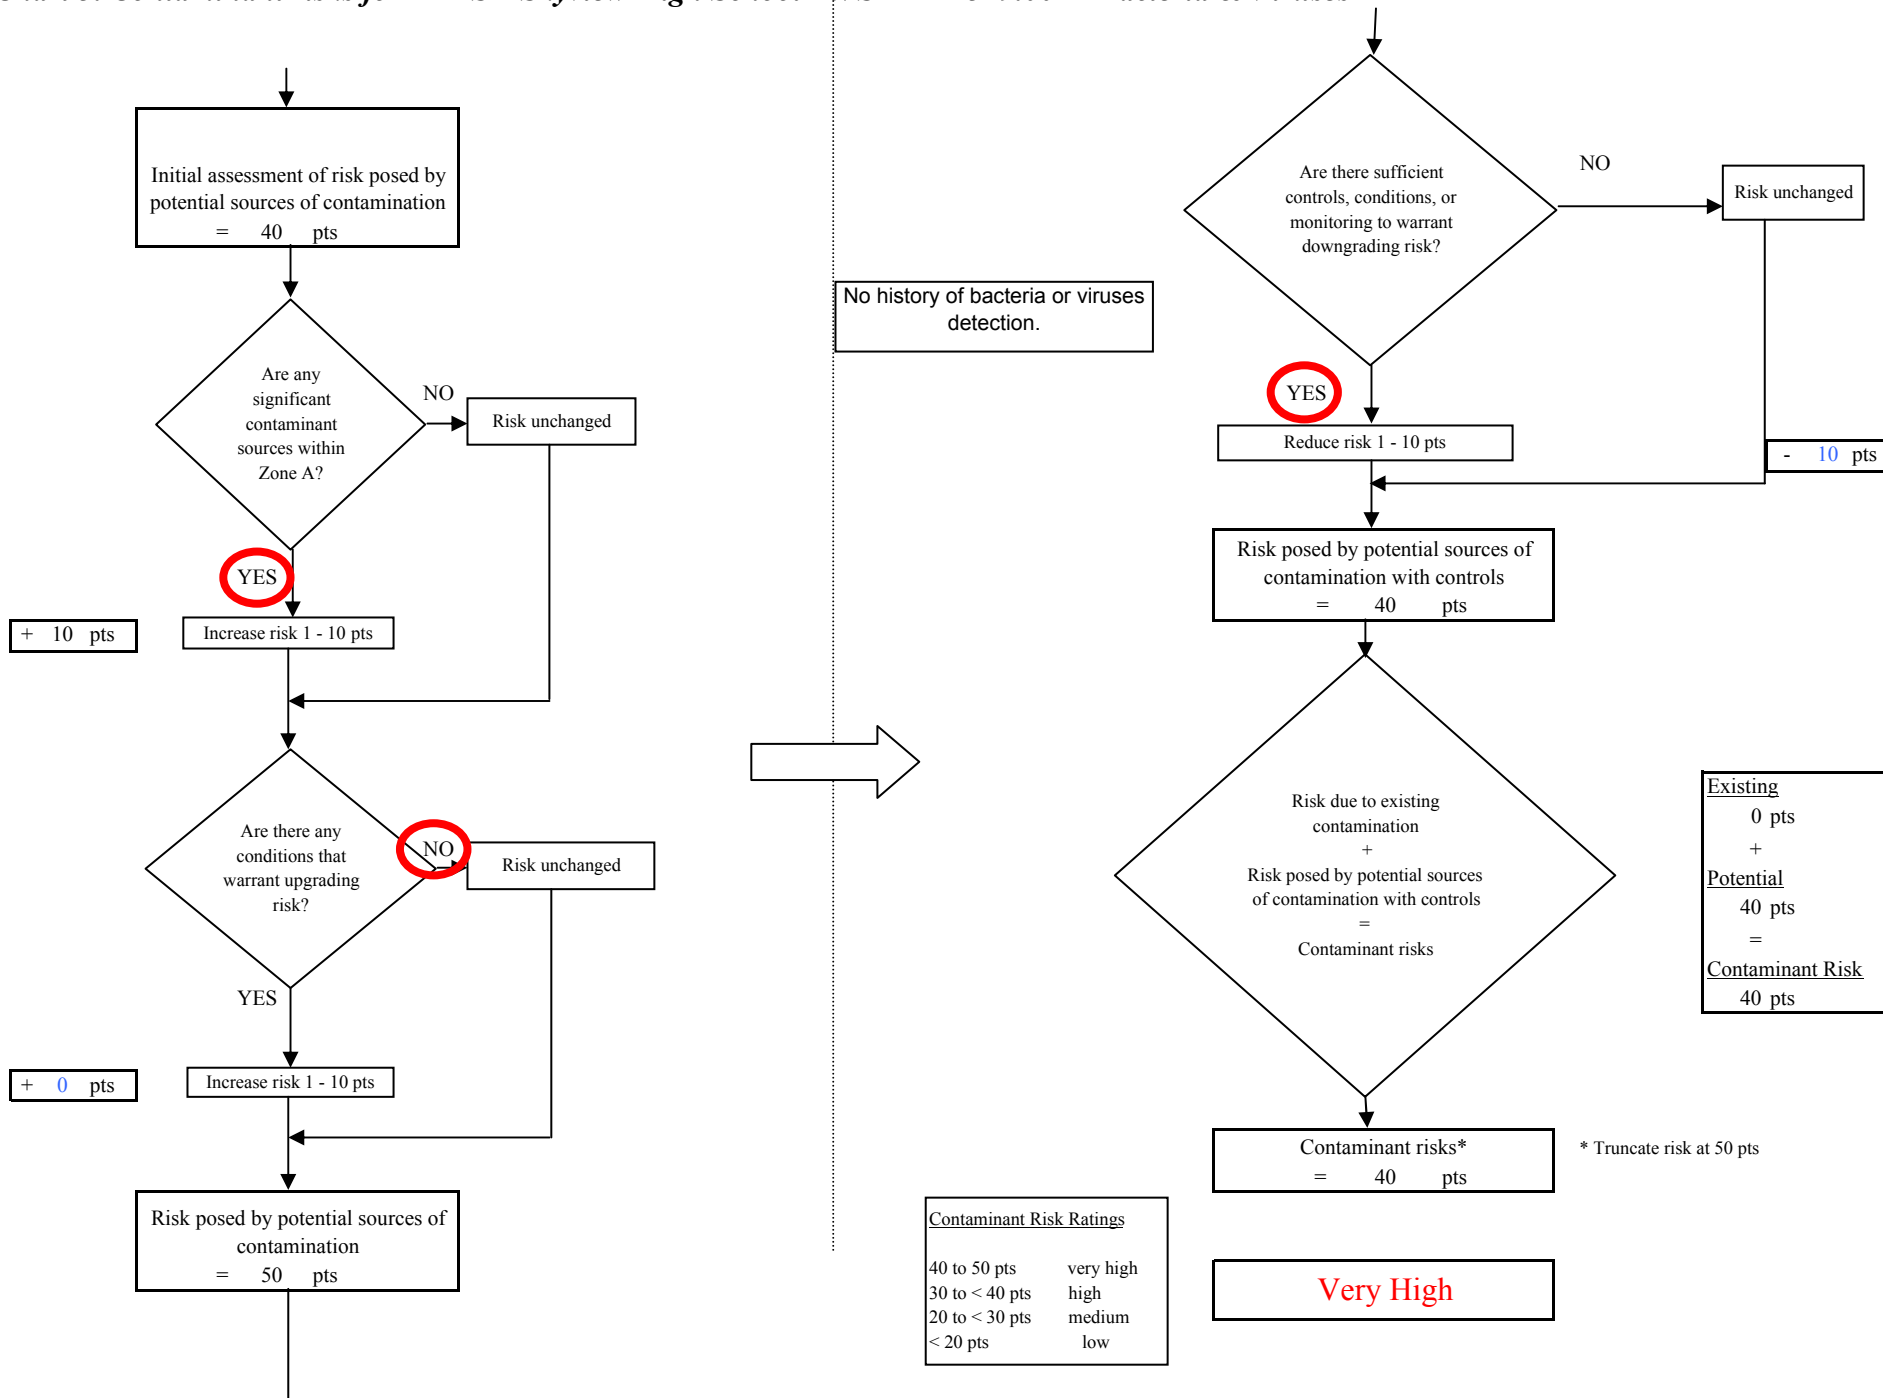 Initial assessment of risk posed by
potential sources of contamination
= 40 pts
Are any
significant
contaminant
sources within
Zone A?
NO
Risk unchanged
YES
+ 10 pts
Increase risk 1 - 10 pts
Are there any
conditions that
warrant upgrading
risk?
NO
Risk unchanged
YES
+ 0 pts
Increase risk 1 - 10 pts
Risk posed by potential sources of
contamination
= 50 pts
Are there sufficient
controls, conditions, or
monitoring to warrant
downgrading risk?
NO
Risk unchanged
No history of bacteria or viruses
detection.
YES
Reduce risk 1 - 10 pts
- 10 pts
Risk posed by potential sources of
contamination with controls
= 40 pts
Risk due to existing
contamination
+
Risk posed by potential sources
of contamination with controls
=
Contaminant risks
Existing
0 pts
+
Potential
40 pts
=
Contaminant Risk
40 pts
Contaminant risks*
= 40 pts
* Truncate risk at 50 pts
Contaminant Risk Ratings
40 to 50 pts very high
30 to < 40 pts high
20 to < 30 pts medium
< 20 pts low
Very High